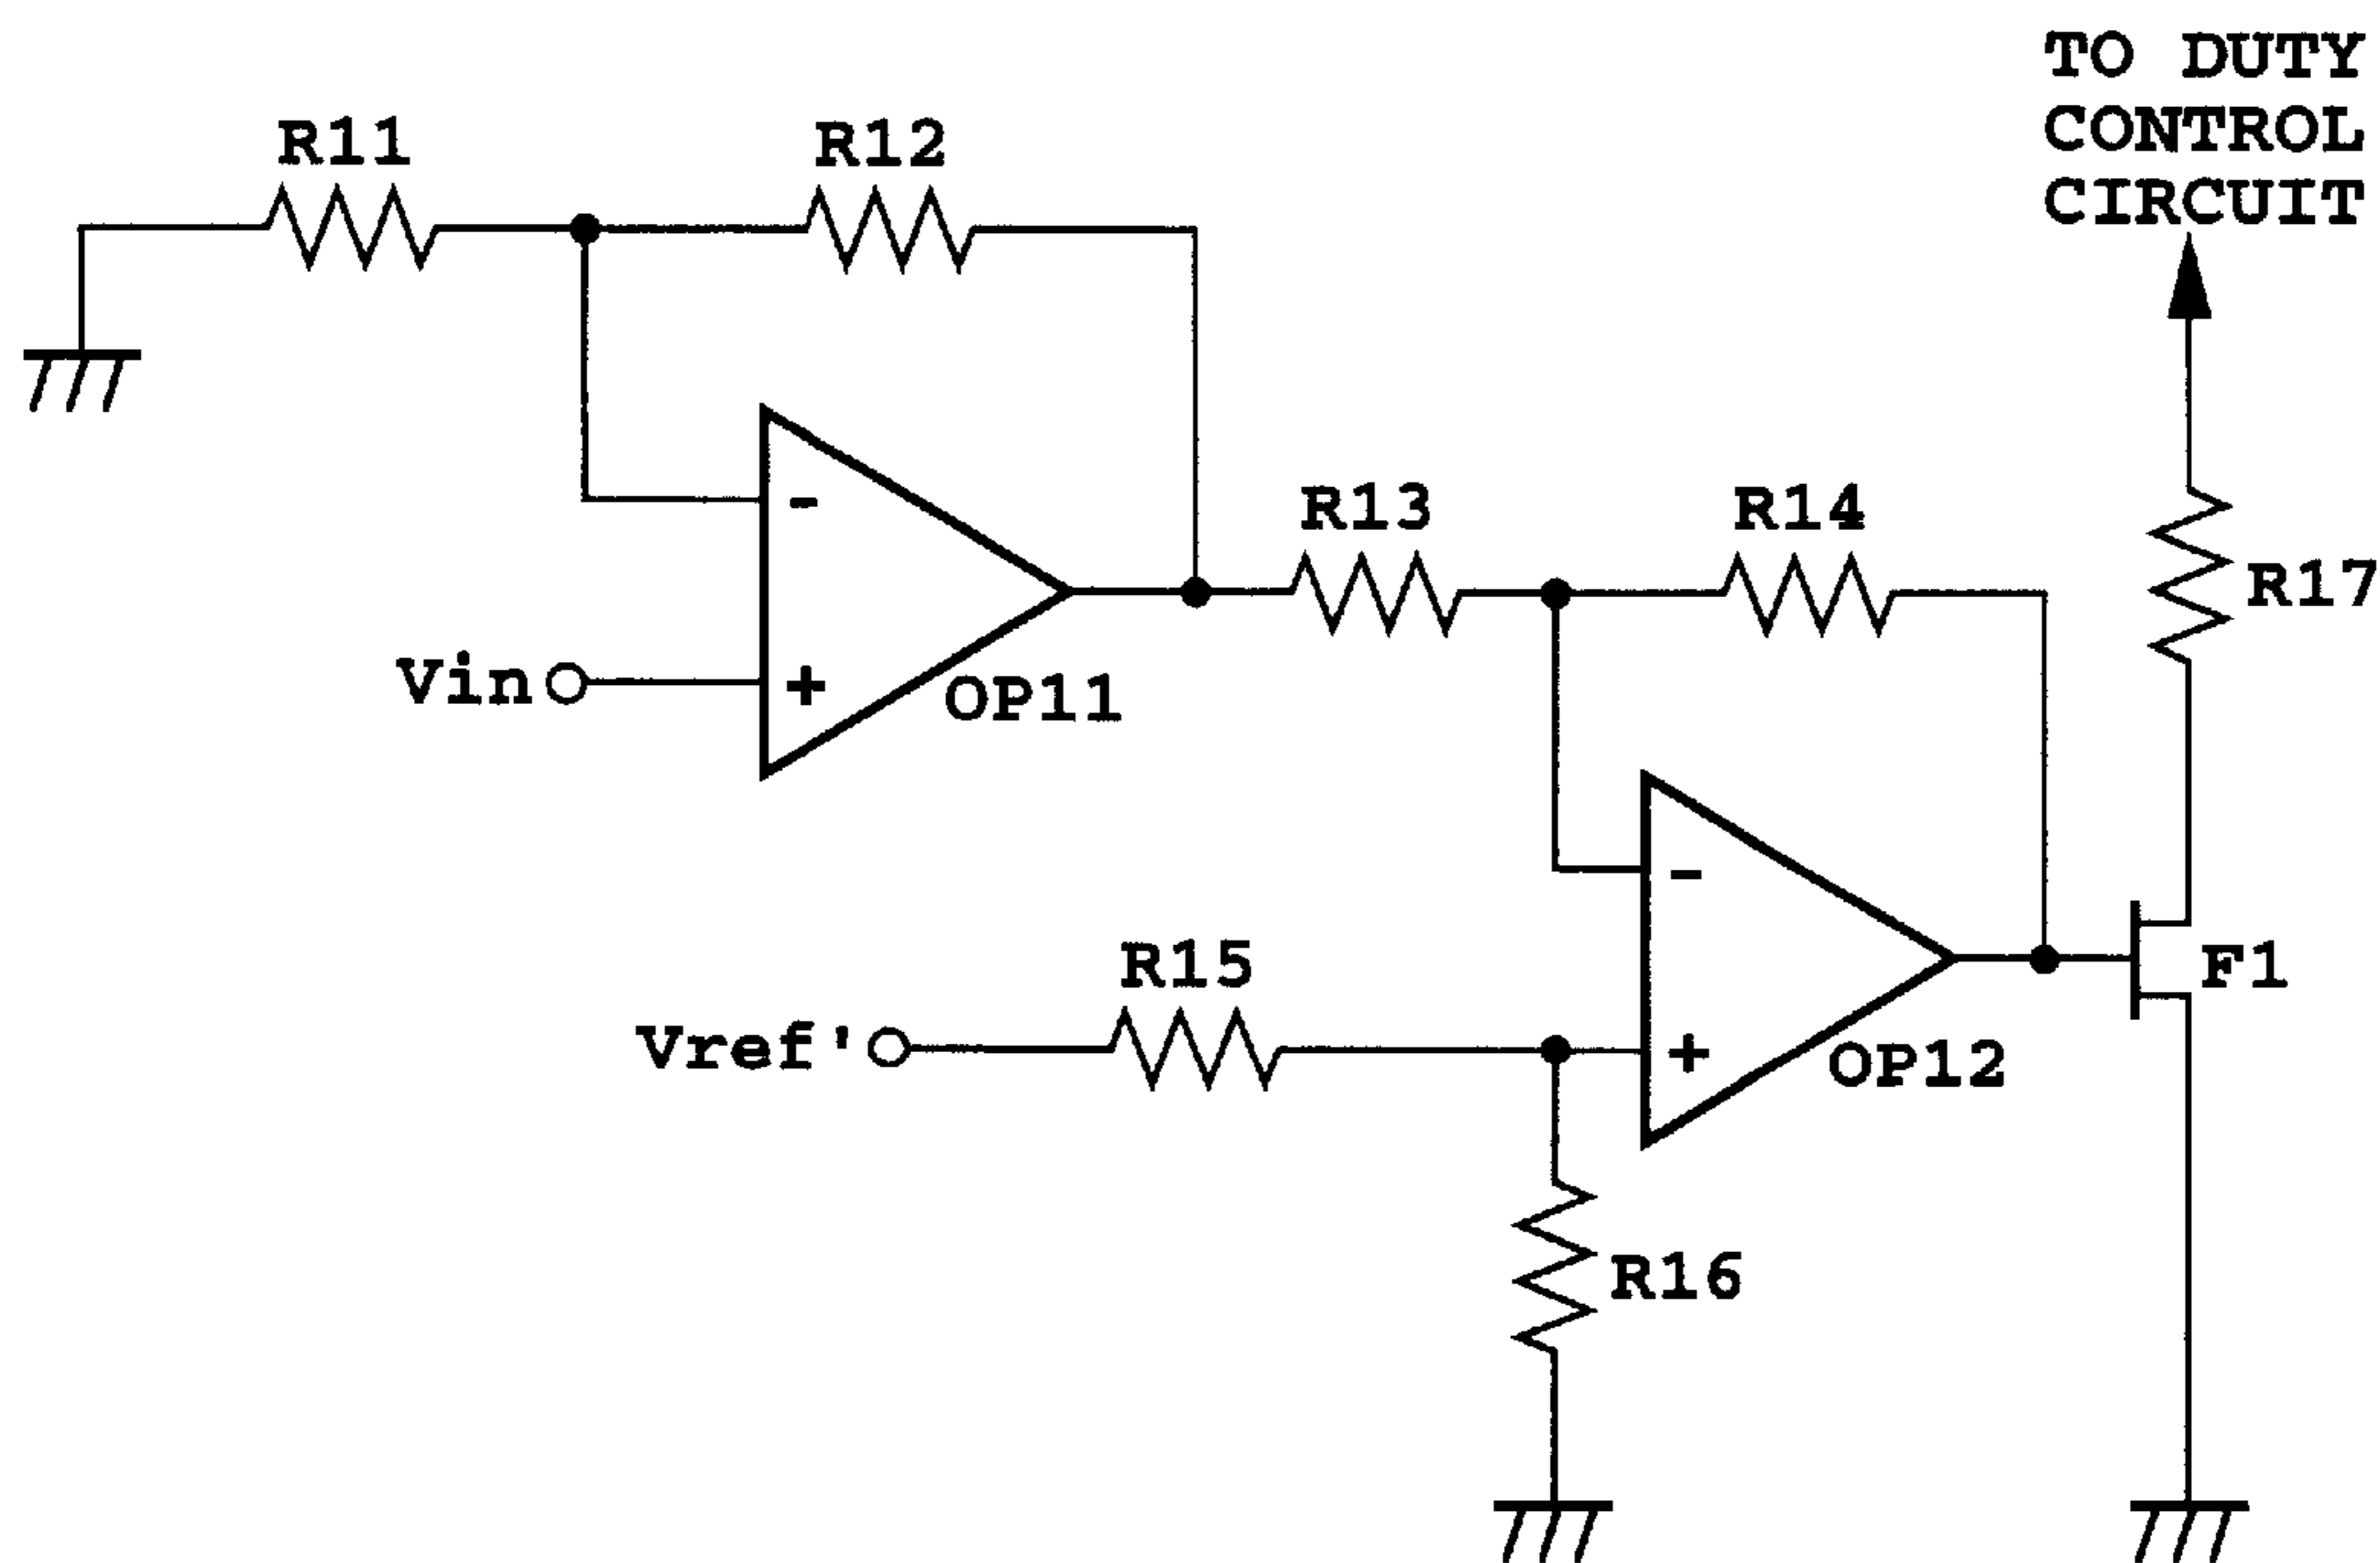 TO DUTY
CONTROL
CIRCUIT
R11
R12
R13
R14
R17
-
Vin
+
OP11
-
R15
F1
Vref'
+
OP12
R16